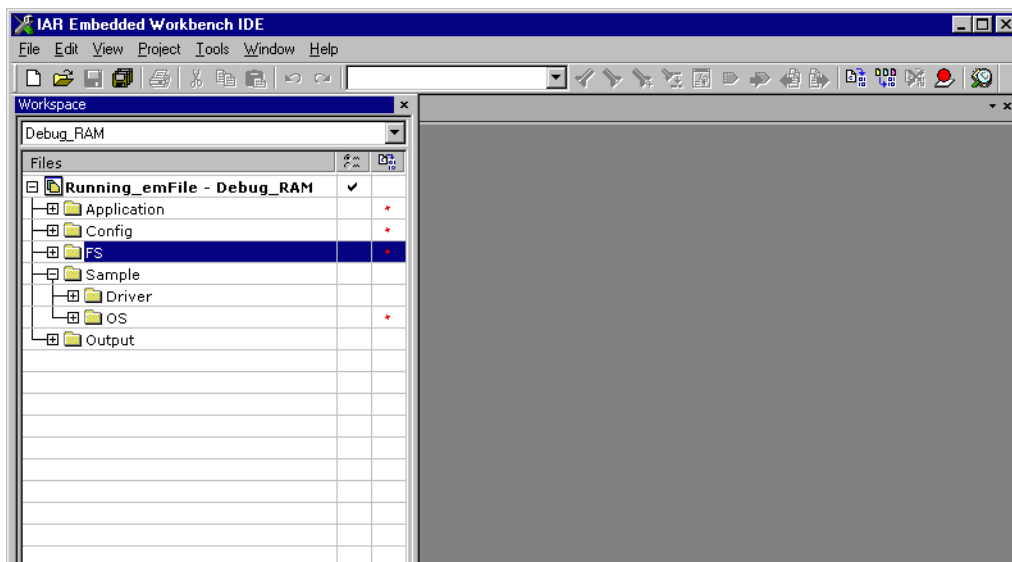 IAR Embedded Workbench IDE
File Edit View Project Tools Window Help
Workspace
Debug_RAM
Files
Running_emFile - Debug_RAM
Application
Config
FS
Sample
Driver
OS
Output